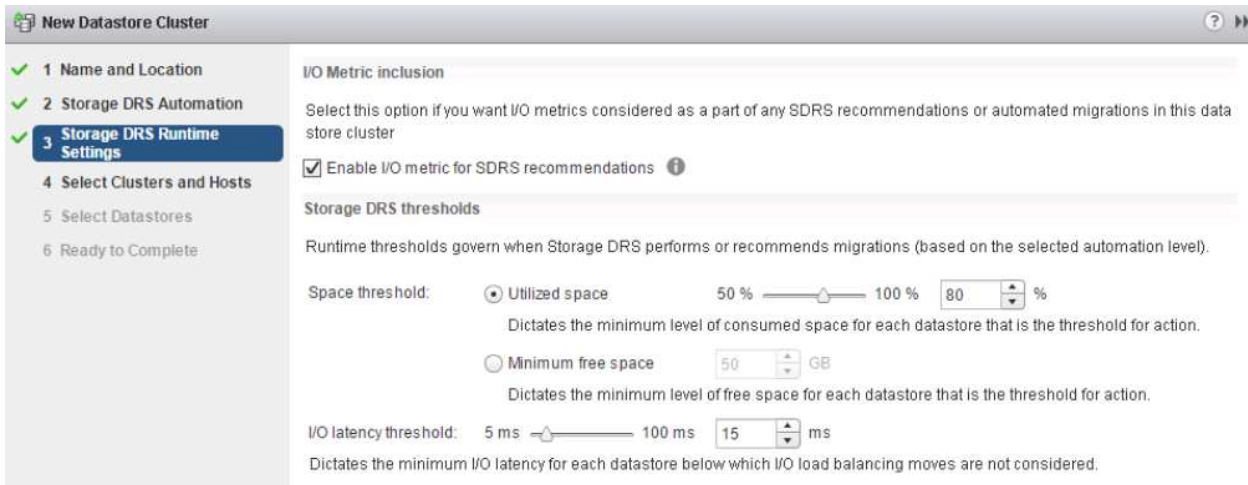 New Datastore Cluster
?
1 Name and Location
2 Storage DRS Automation
3 Storage DRS Runtime
Settings
4 Select Clusters and Hosts
5 Select Datastores
6 Ready to Complete
I/O Metric inclusion
Select this option if you want I/O metrics considered as a part of any SDRS recommendations or automated migrations in this data
store cluster
Enable I/O metric for SDRS recommendations
Storage DRS thresholds
Runtime thresholds govern when Storage DRS performs or recommends migrations (based on the selected automation level).
Space threshold: Utilized space 50 % 100 % 80 %
Dictates the minimum level of consumed space for each datastore that is the threshold for action.
Minimum free space 50 GB
Dictates the minimum level of free space for each datastore that is the threshold for action.
I/O latency threshold: 5 ms 100 ms 15 ms
Dictates the minimum I/O latency for each datastore below which I/O load balancing moves are not considered.